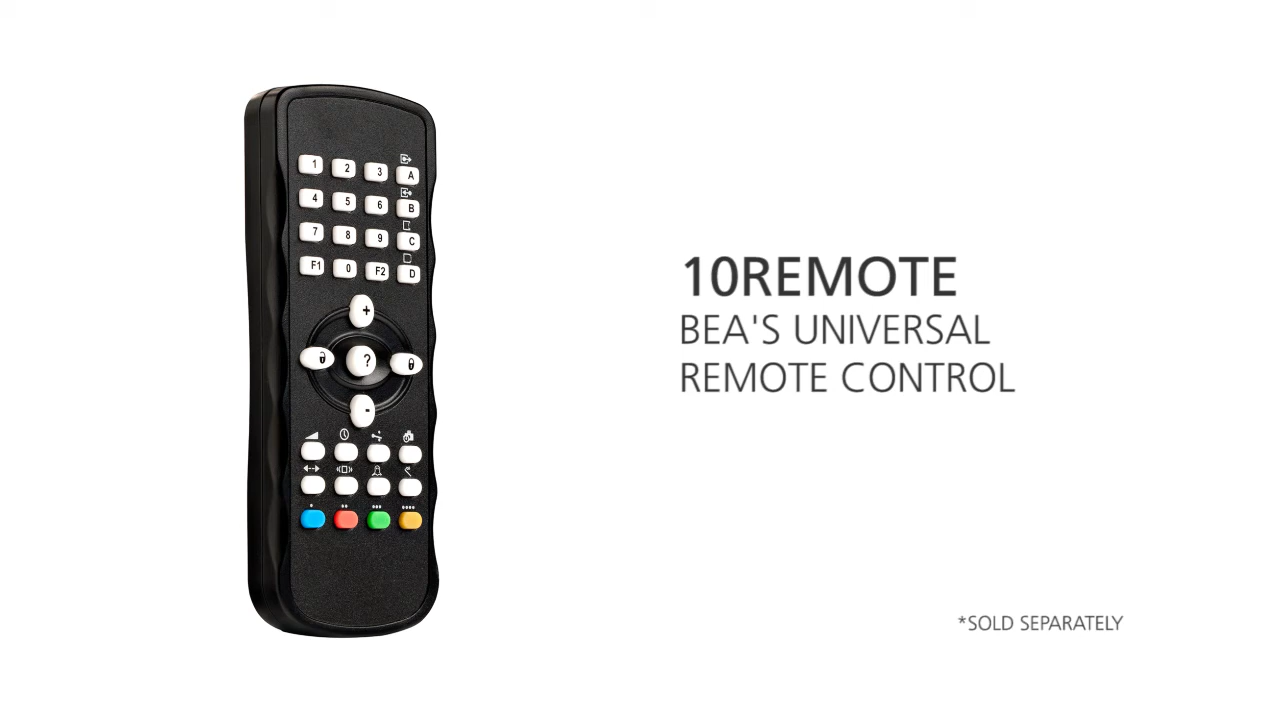 1 2 3 A
4 5 6 B
7 8 9 C
F1 0 F2 D
+
?
-
10REMOTE
BEA'S UNIVERSAL
REMOTE CONTROL
*SOLD SEPARATELY